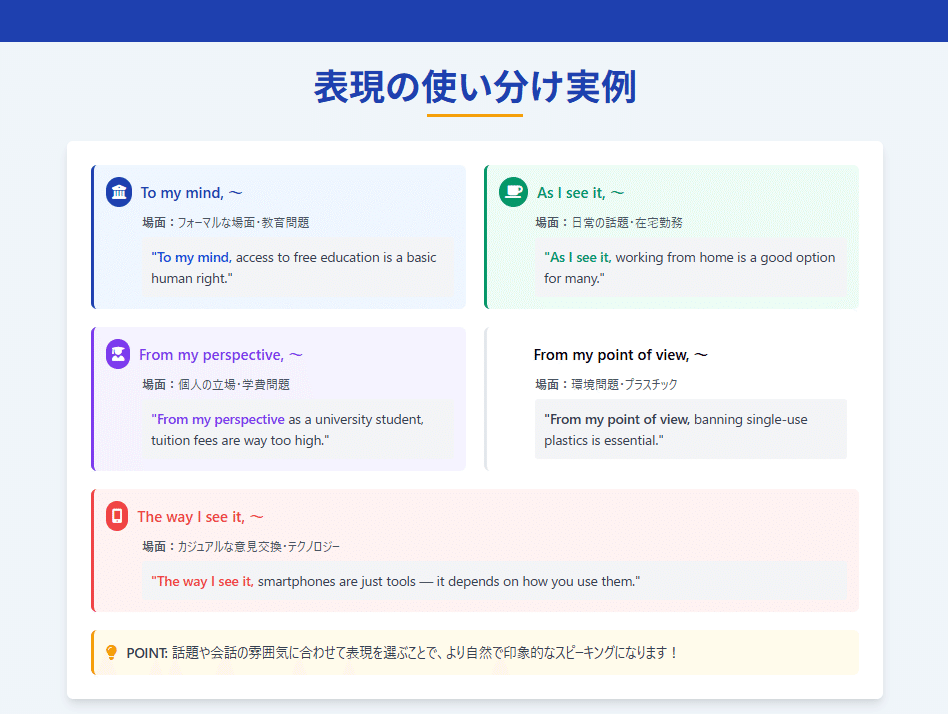 表現の使い分け実例
To my mind, ～
場面：フォーマルな場面・教育問題
"To my mind, access to free education is a basic
human right."
As I see it, ～
場面：日常の話題・在宅勤務
"As I see it, working from home is a good option
for many."
From my perspective, ～
場面：個人の立場・学費問題
"From my perspective as a university student,
tuition fees are way too high."
From my point of view, ～
場面：環境問題・プラスチック
"From my point of view, banning single-use
plastics is essential."
The way I see it, ～
場面：カジュアルな意見交換・テクノロジー
"The way I see it, smartphones are just tools — it depends on how you use them."
POINT: 話題や会話の雰囲気に合わせて表現を選ぶことで、より自然で印象的なスピーキングになります！